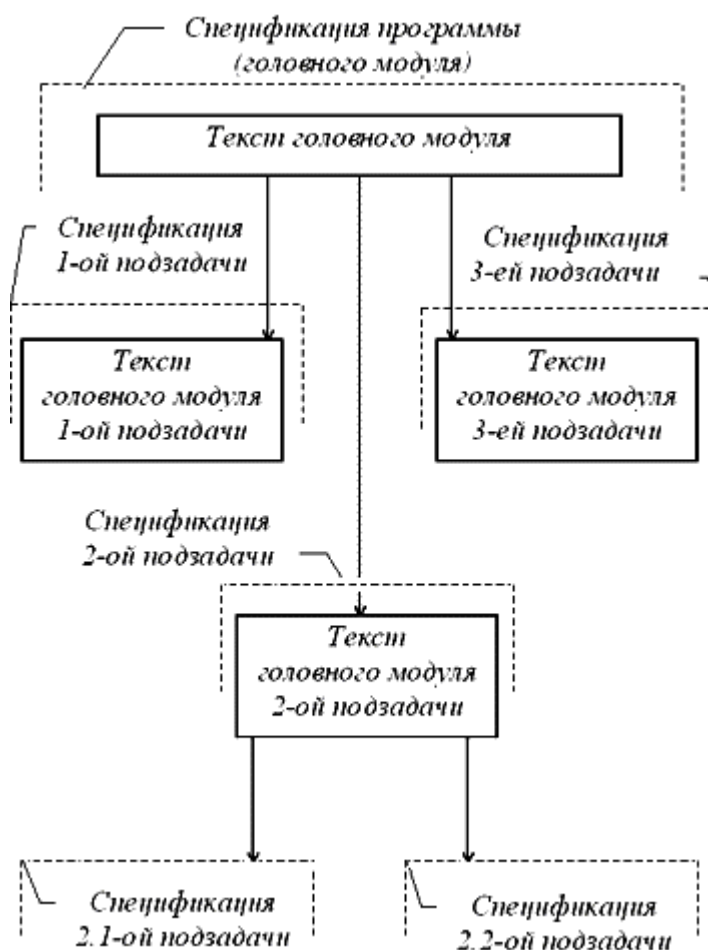 Спецификация программы
(головного модуля)
Текст головного модуля
Спецификация
1-ой подзадачи
Спецификация
3-ей подзадачи
Текст
головного модуля
1-ой подзадачи
Текст
головного модуля
3-ей подзадачи
Спецификация
2-ой подзадачи
Текст
головного модуля
2-ой подзадачи
Спецификация
2.1-ой подзадачи
Спецификация
2.2-ой подзадачи